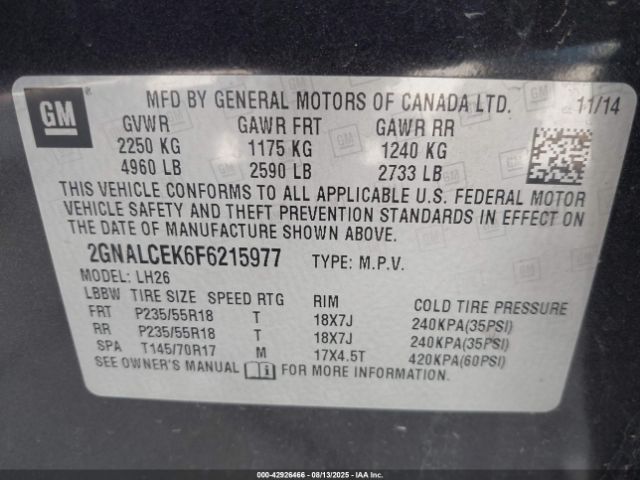 GM
MFD BY GENERAL MOTORS OF CANADA LTD. 11/14
GVWR GAWR FRT GAWR RR
2250 KG 1175 KG 1240 KG
4960 LB 2590 LB 2733 LB
THIS VEHICLE CONFORMS TO ALL APPLICABLE U.S. FEDERAL MOTOR
VEHICLE SAFETY AND THEFT PREVENTION STANDARDS IN EFFECT ON
THE DATE OF MANUFACTURE SHOWN ABOVE.
2GNALCEK6F6215977 TYPE: M.P.V.
MODEL: LH26
LBBW TIRE SIZE SPEED RTG RIM COLD TIRE PRESSURE
FRT P235/55R18 T 18X7J 240KPA(35PSI)
RR P235/55R18 T 18X7J 240KPA(35PSI)
SPA T145/70R17 M 17X4.5T 420KPA(60PSI)
SEE OWNER'S MANUAL FOR MORE INFORMATION.
000-42926466 - 08/13/2025 - IAAI.com